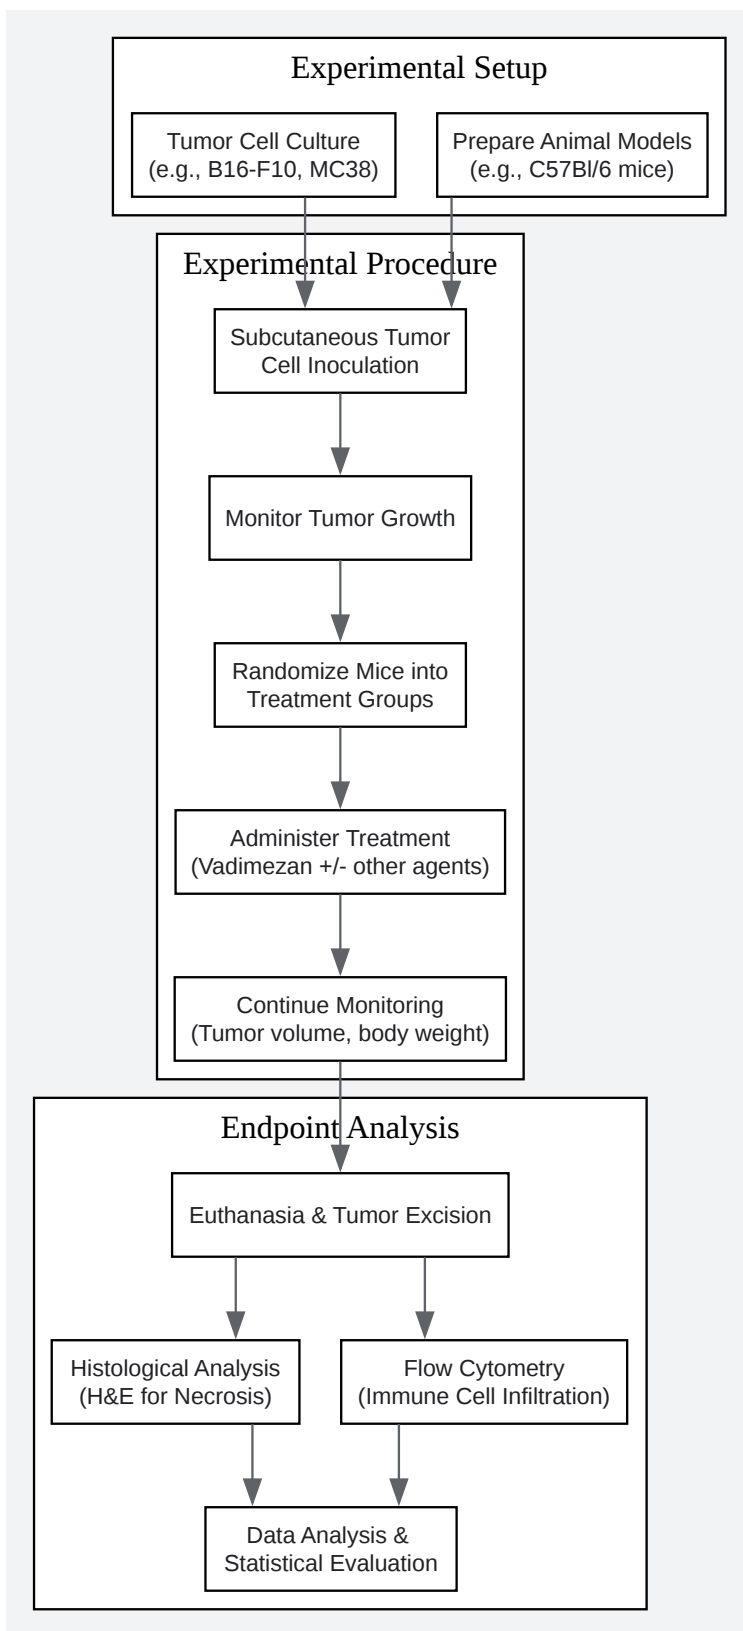 Experimental Setup
Tumor Cell Culture
(e.g., B16-F10, MC38)
Prepare Animal Models
(e.g., C57Bl/6 mice)
Experimental Procedure
Subcutaneous Tumor
Cell Inoculation
Monitor Tumor Growth
Randomize Mice into
Treatment Groups
Administer Treatment
(Vadimezan +/- other agents)
Continue Monitoring
(Tumor volume, body weight)
Endpoint Analysis
Euthanasia & Tumor Excision
Histological Analysis
(H&E for Necrosis)
Flow Cytometry
(Immune Cell Infiltration)
Data Analysis &
Statistical Evaluation